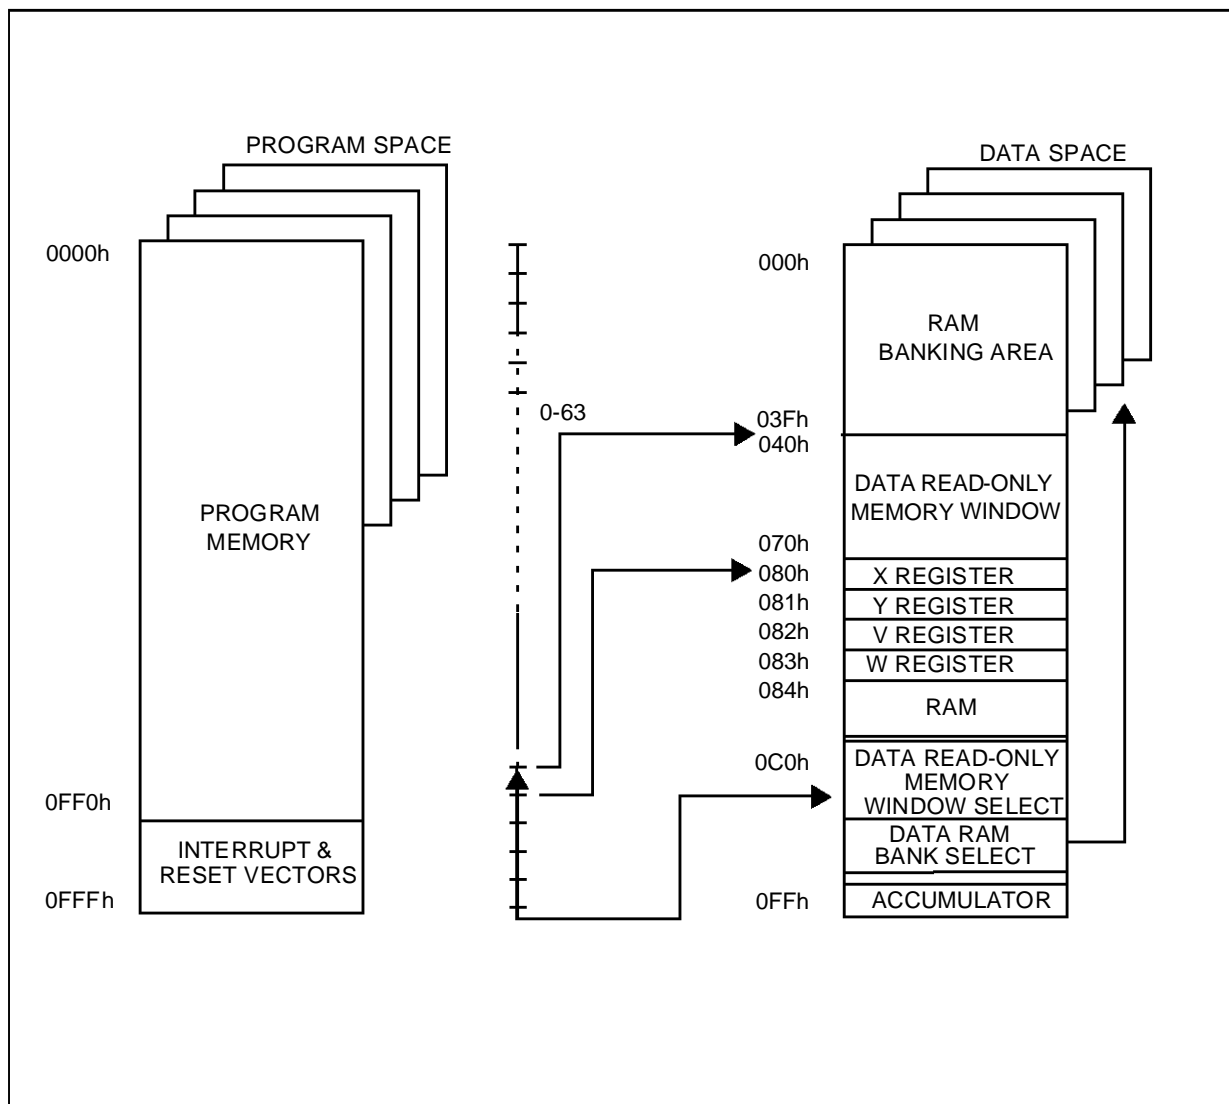 PROGRAM SPACE
0000h
PROGRAM
MEMORY
0FF0h
INTERRUPT &
RESET VECTORS
0FFFh
0-63
DATA SPACE
000h
RAM
BANKING AREA
03Fh
040h
DATA READ-ONLY
MEMORY WINDOW
070h
080h
X REGISTER
081h
Y REGISTER
082h
V REGISTER
083h
W REGISTER
084h
RAM
0C0h
DATA READ-ONLY
MEMORY
WINDOW SELECT
DATA RAM
BANK SELECT
0FFh
ACCUMULATOR